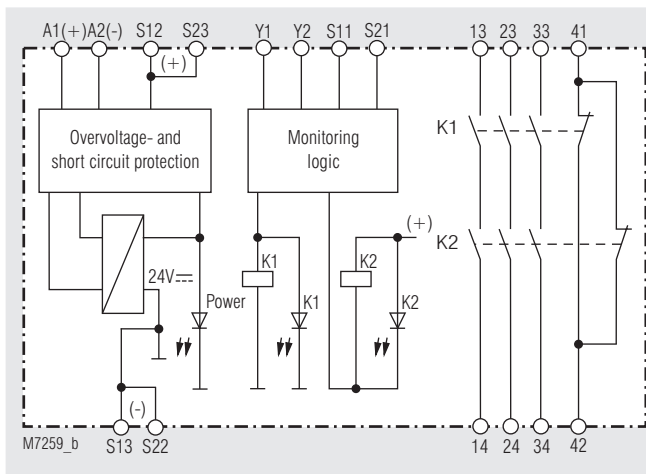 A1(+) A2(-) S12 S23 Y1 Y2 S11 S21 13 23 33 41
(+)
Overvoltage- and
short circuit protection
Monitoring
logic
K1
(+)
K2
24V⎓
K1
K2
Power
K1
K2
(-)
M7259_b
S13 S22
14 24 34 42